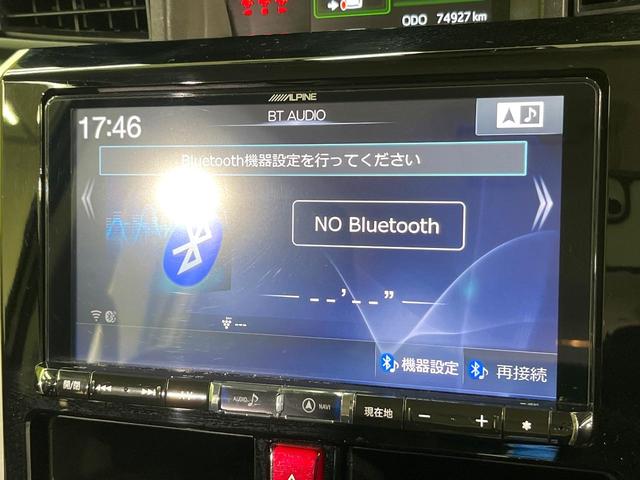 ODO 74927 km
ALPINE
17:46
BT AUDIO
Bluetooth機器設定を行ってください
NO Bluetooth
--'--"
---
機器設定
再接続
開/閉
AUDIO
NAVI
現在地